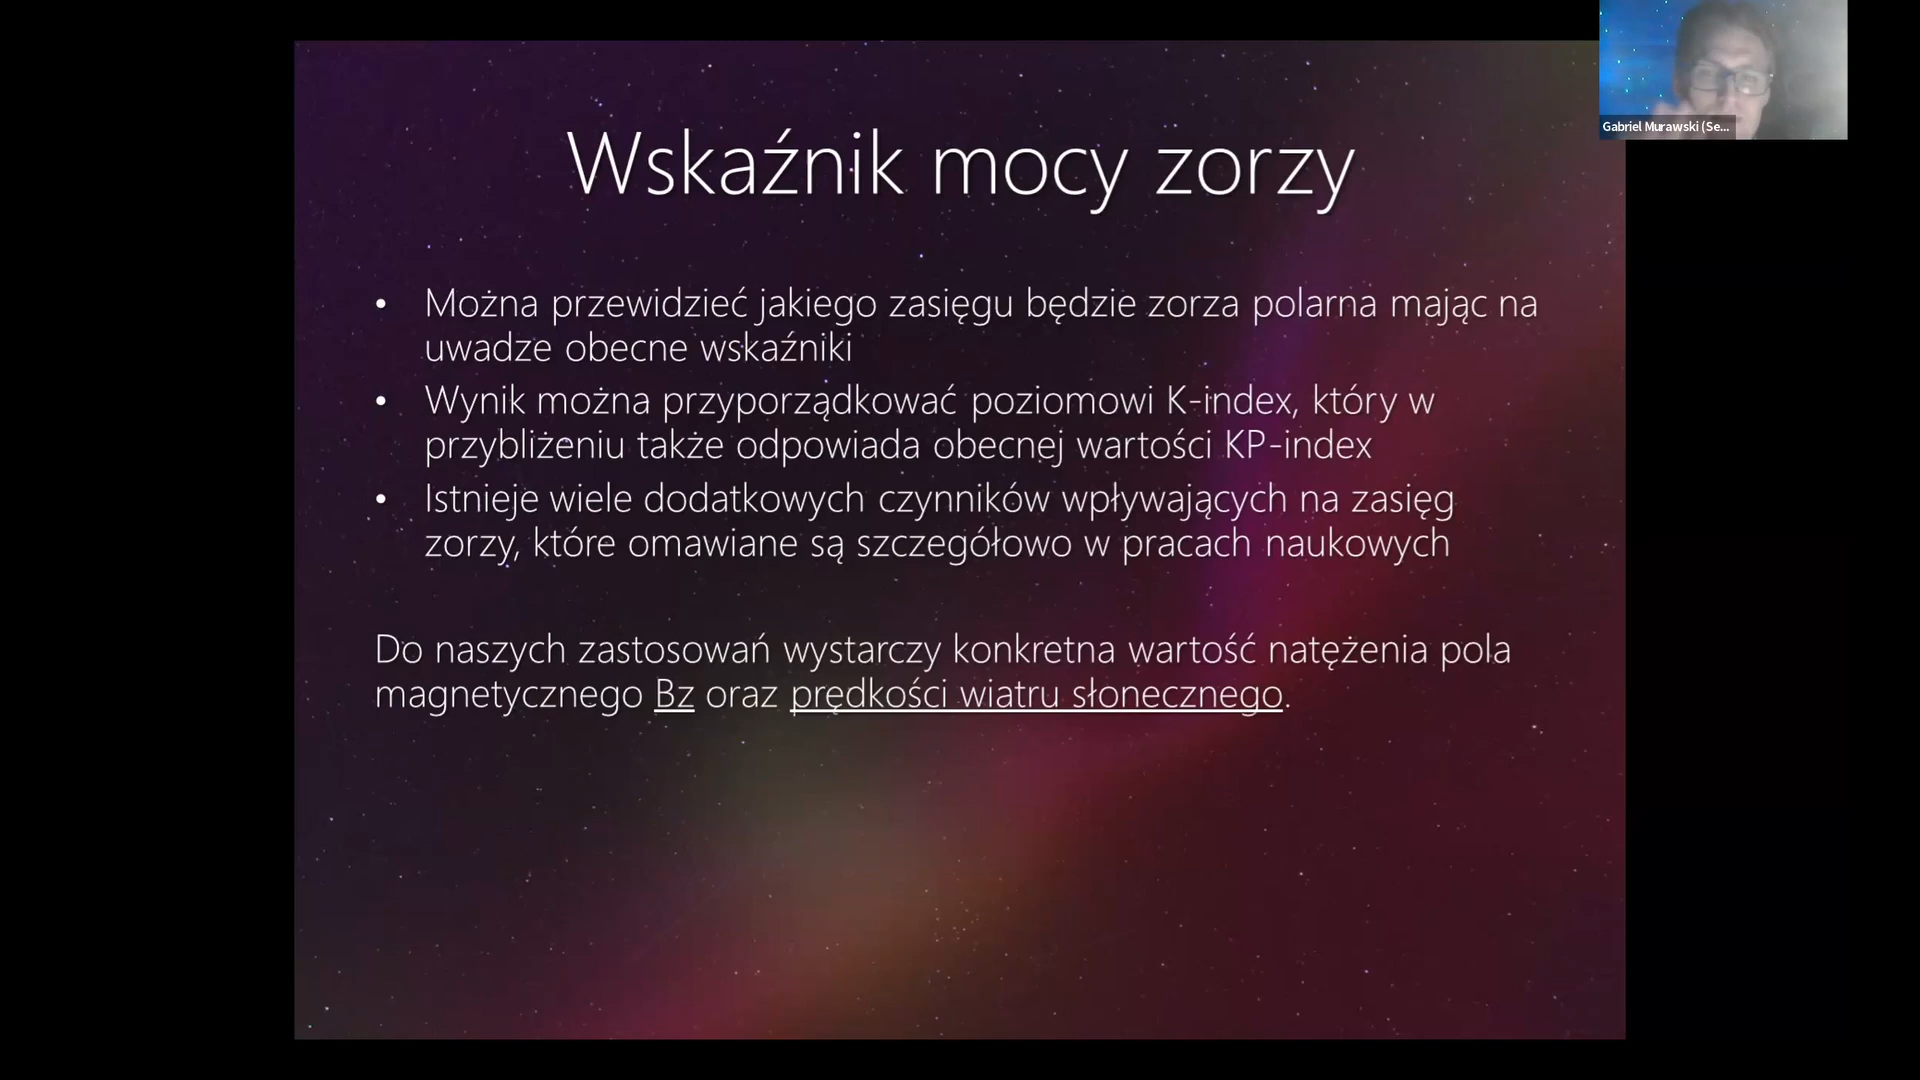 Gabriel Murawski (Se...
Wskaźnik mocy zorzy
• Można przewidzieć jakiego zasięgu będzie zorza polarna mając na
uwadze obecne wskaźniki
• Wynik można przyporządkować poziomowi K-index, który w
przybliżeniu także odpowiada obecnej wartości KP-index
• Istnieje wiele dodatkowych czynników wpływających na zasięg
zorzy, które omawiane są szczegółowo w pracach naukowych
Do naszych zastosowań wystarczy konkretna wartość natężenia pola
magnetycznego Bz oraz prędkości wiatru słonecznego.